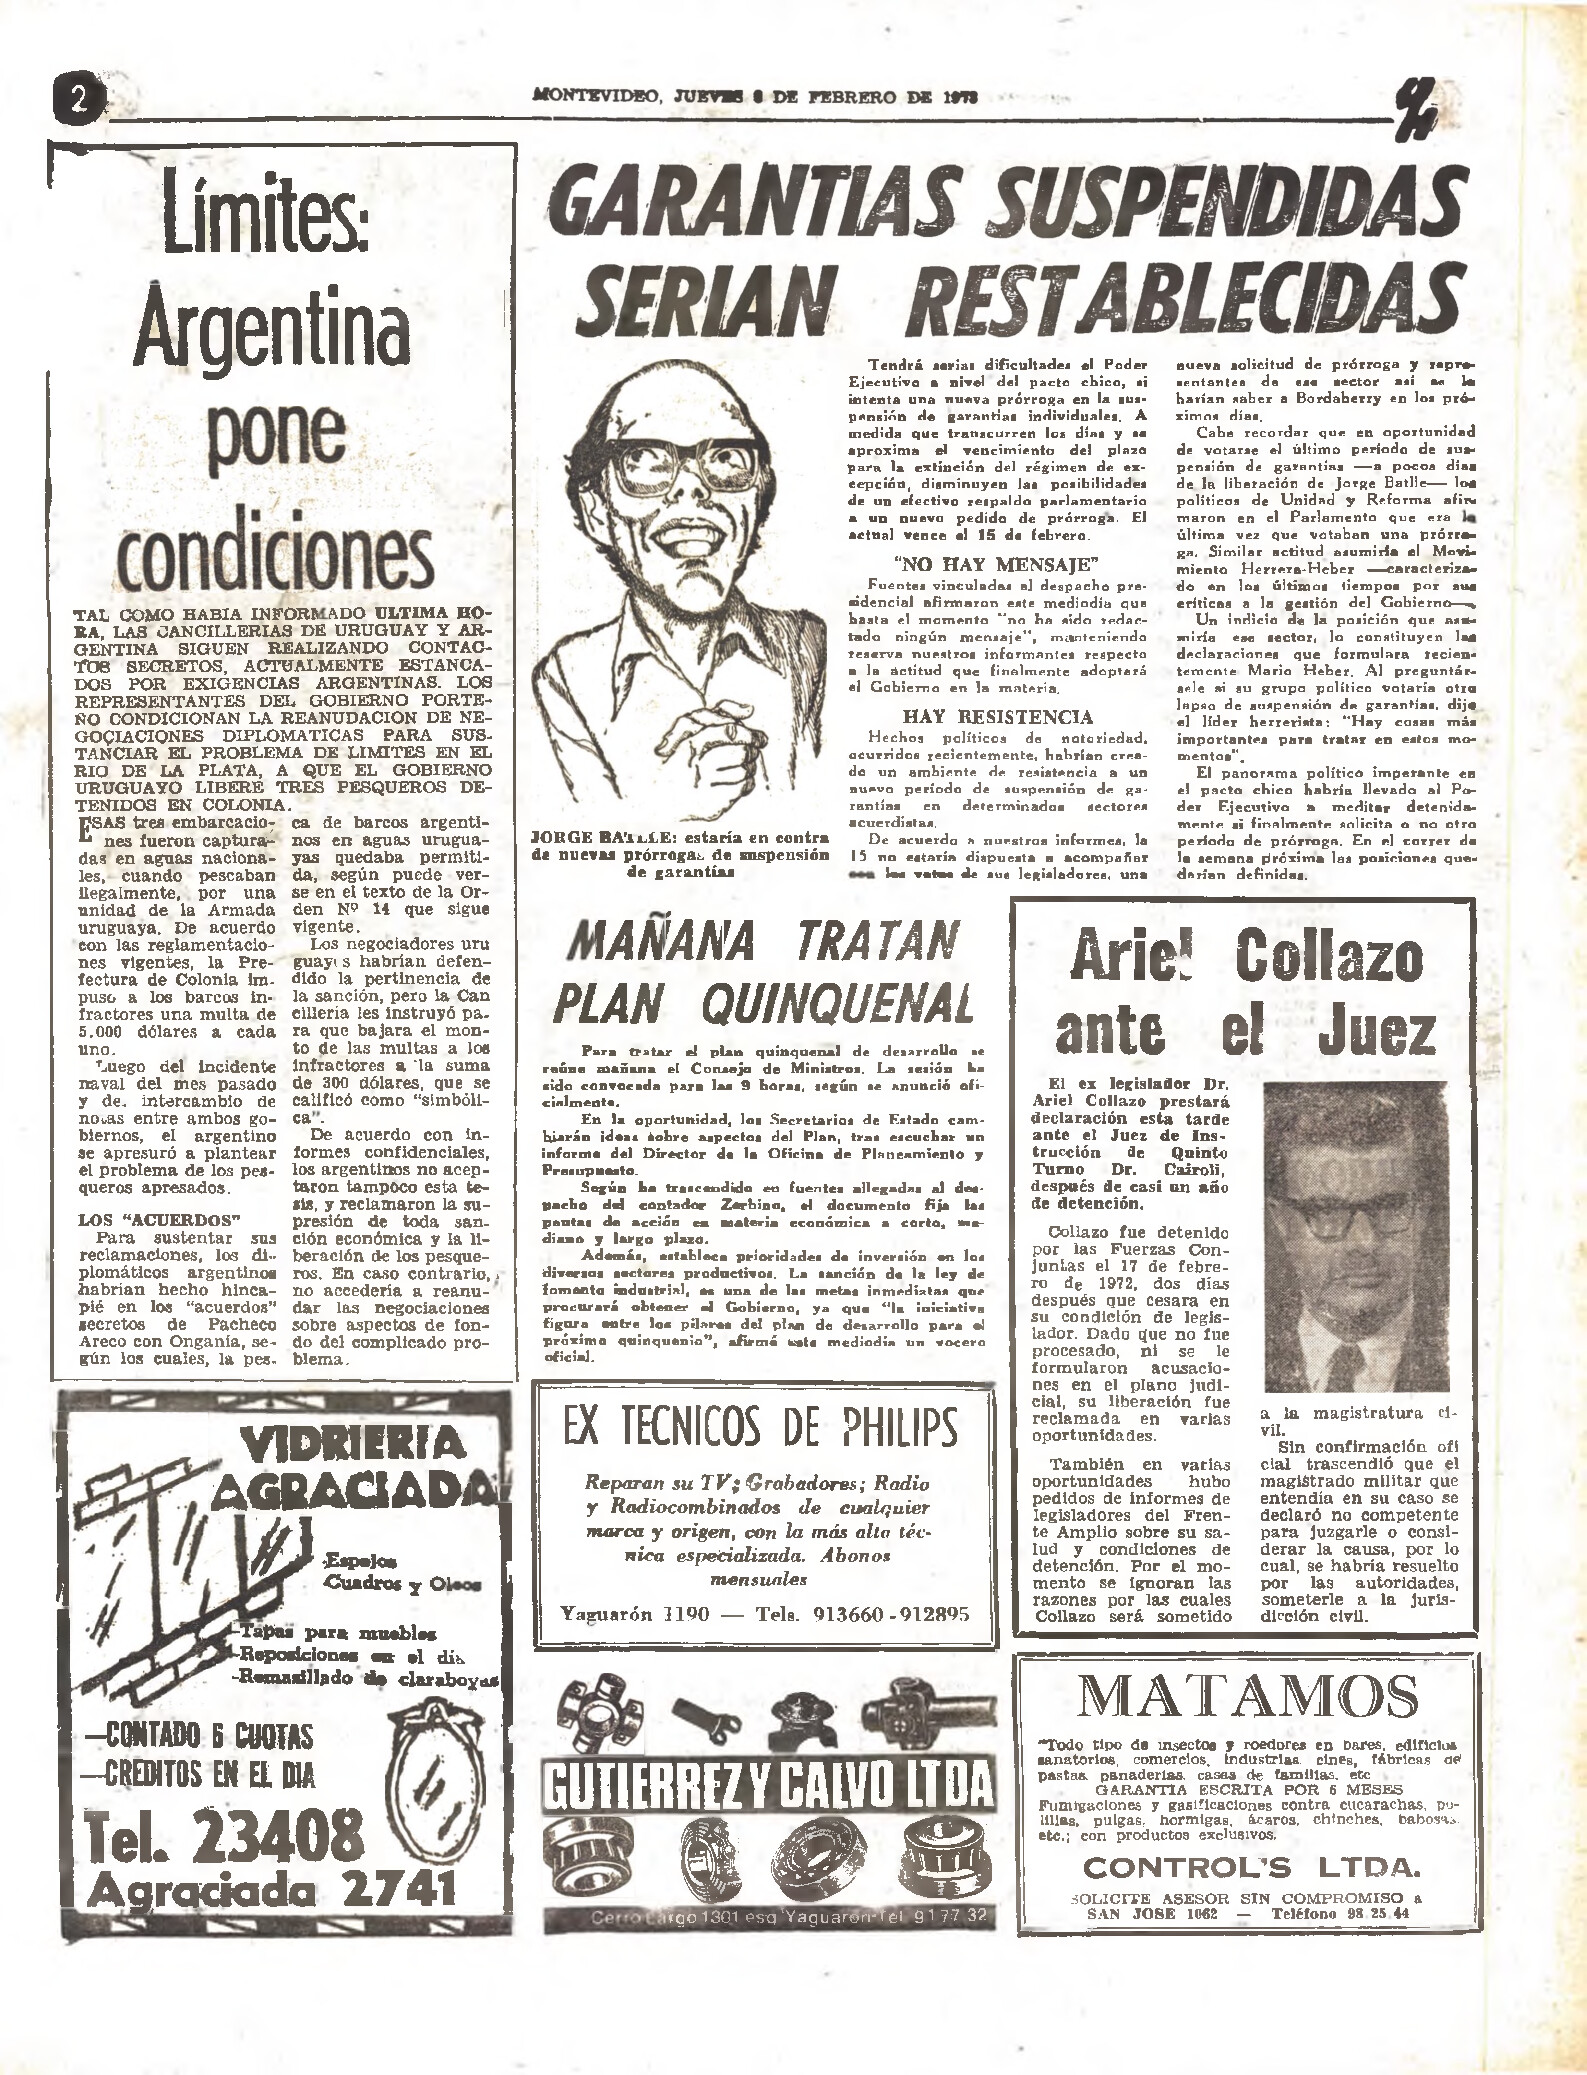 2
MONTEVIDEO, JUEVES 8 DE FEBRERO DE 1973
Límites:
Argentina
pone
condiciones
TAL COMO HABIA INFORMADO ULTIMA HO-
RA, LAS CANCILLERIAS DE URUGUAY Y AR-
GENTINA SIGUEN REALIZANDO CONTAC-
TOS SECRETOS, ACTUALMENTE ESTANCA-
DOS POR EXIGENCIAS ARGENTINAS. LOS
REPRESENTANTES DEL GOBIERNO PORTE-
ÑO CONDICIONAN LA REANUDACION DE NE-
GOCIACIONES DIPLOMATICAS PARA SUS-
TANCIAR EL PROBLEMA DE LIMITES EN EL
RIO DE LA PLATA, A QUE EL GOBIERNO
URUGUAYO LIBERE TRES PESQUEROS DE-
TENIDOS EN COLONIA.
ESAS tres embarcacio-
nes fueron captura-
das en aguas naciona-
les, cuando pescaban
ilegalmente, por una
unidad de la Armada
uruguaya. De acuerdo
con las reglamentacio-
nes vigentes, la Pre-
fectura de Colonia im-
puso a los barcos in-
fractores una multa de
5.000 dólares a cada
uno.
Luego del incidente
naval del mes pasado
y de. intercambio de
notas entre ambos go-
biernos, el argentino
se apresuró a plantear
el problema de los pes-
queros apresados.
LOS "ACUERDOS"
Para sustentar sus
reclamaciones, los di-
plomáticos argentinos
habrían hecho hinca-
pié en los "acuerdos"
secretos de Pacheco
Areco con Onganía, se-
gún los cuales, la pes-
ca de barcos argenti-
nos en aguas urugua-
yas quedaba permiti-
da, según puede ver-
se en el texto de la Or-
den Nº 14 que sigue
vigente.
Los negociadores uru
guayos habrían defen-
dido la pertinencia de
la sanción, pero la Can
cillería les instruyó pa-
ra que bajara el mon-
to de las multas a los
infractores a la suma
de 300 dólares, que se
calificó como "simbóli-
ca".
De acuerdo con in-
formes confidenciales,
los argentinos no acep-
taron tampoco esta te-
sis, y reclamaron la su-
presión de toda san-
ción económica y la li-
beración de los pesque-
ros. En caso contrario,
no accedería a reanu-
dar las negociaciones
sobre aspectos de fon-
do del complicado pro-
blema.
GARANTIAS SUSPENDIDAS
SERIAN RESTABLECIDAS
JORGE BATLLE: estaría en contra
de nuevas prórrogas de suspensión
de garantías
Tendrá serias dificultades el Poder
Ejecutivo a nivel del pacto chico, si
intenta una nueva prórroga en la sus-
pensión de garantías individuales. A
medida que transcurren los días y se
aproxima el vencimiento del plazo
para la extinción del régimen de ex-
cepción, disminuyen las posibilidades
de un efectivo respaldo parlamentario
a un nuevo pedido de prórroga. El
actual vence el 15 de febrero.
"NO HAY MENSAJE"
Fuentes vinculadas al despacho pre-
sidencial afirmaron este mediodía que
hasta el momento "no ha sido redac-
tado ningún mensaje", manteniendo
reserva nuestros informantes respecto
a la actitud que finalmente adoptará
el Gobierno en la materia.
HAY RESISTENCIA
Hechos políticos de notoriedad,
ocurridos recientemente, habrían crea-
do un ambiente de resistencia a un
nuevo período de suspensión de ga-
rantías en determinados sectores
acuerdistas.
De acuerdo a nuestros informes, la
15 no estaría dispuesta a acompañar
con los votos de sus legisladores, una
nueva solicitud de prórroga y repre-
sentantes de ese sector así se lo
harían saber a Bordaberry en los pró-
ximos días.
Cabe recordar que en oportunidad
de votarse el último período de sus-
pensión de garantías —a pocos días
de la liberación de Jorge Batlle— los
políticos de Unidad y Reforma afir-
maron en el Parlamento que era la
última vez que votaban una prórro-
ga. Similar actitud asumiría el Movi-
miento Herrera-Heber —caracteriza-
do en los últimos tiempos por sus
críticas a la gestión del Gobierno—.
Un indicio de la posición que asu-
miría ese sector, lo constituyen las
declaraciones que formulara recien-
temente Mario Heber. Al preguntár-
sele si su grupo político votaría otro
lapso de suspensión de garantías, dijo
el líder herrerista: "Hay cosas más
importantes para tratar en estos mo-
mentos".
El panorama político imperante en
el pacto chico habría llevado al Po-
der Ejecutivo a meditar detenida-
mente si finalmente solicita o no otro
período de prórroga. En el correr de
la semana próxima las posiciones que-
darían definidas.
MAÑANA TRATAN
PLAN QUINQUENAL
Para tratar el plan quinquenal de desarrollo se
reúne mañana el Consejo de Ministros. La sesión ha
sido convocada para las 9 horas, según se anunció ofi-
cialmente.
En la oportunidad, los Secretarios de Estado cam-
biarán ideas sobre aspectos del Plan, tras escuchar un
informe del Director de la Oficina de Planeamiento y
Presupuesto.
Según ha trascendido en fuentes allegadas al des-
pacho del contador Zerbino, el documento fija las
pautas de acción en materia económica a corto, me-
diano y largo plazo.
Además, establece prioridades de inversión en los
diversos sectores productivos. La sanción de la ley de
fomento industrial, es una de las metas inmediatas que
procurará obtener el Gobierno, ya que "la iniciativa
figura entre los pilares del plan de desarrollo para el
próximo quinquenio", afirmó este mediodía un vocero
oficial.
Ariel Collazo
ante el Juez
El ex legislador Dr.
Ariel Collazo prestará
declaración esta tarde
ante el Juez de Ins-
trucción de Quinto
Turno Dr. Cairoli,
después de casi un año
de detención.
Collazo fue detenido
por las Fuerzas Con-
juntas el 17 de febre-
ro de 1972, dos días
después que cesara en
su condición de legis-
lador. Dado que no fue
procesado, ni se le
formularon acusacio-
nes en el plano judi-
cial, su liberación fue
reclamada en varias
oportunidades.
También en varias
oportunidades hubo
pedidos de informes de
legisladores del Fren-
te Amplio sobre su sa-
lud y condiciones de
detención. Por el mo-
mento se ignoran las
razones por las cuales
Collazo será sometido
a la magistratura ci-
vil.
Sin confirmación ofi
cial trascendió que el
magistrado militar que
entendía en su caso se
declaró no competente
para juzgarle o consi-
derar la causa, por lo
cual, se habría resuelto
por las autoridades,
someterle a la juris-
dicción civil.
VIDRIERIA
AGRACIADA
-Espejos
-Cuadros y Oleos
-Tapas para muebles
-Reposiciones en el día
-Remasillado de claraboyas
—CONTADO 6 CUOTAS
—CREDITOS EN EL DIA
Tel. 23408
Agraciada 2741
EX TECNICOS DE PHILIPS
Reparan su TV; Grabadores; Radio
y Radiocombinados de cualquier
marca y origen, con la más alta téc-
nica especializada. Abonos
mensuales
Yaguarón 1190 — Tels. 913660-912895
GUTIERREZ Y CALVO LTDA
Cerro Largo 1301 esq Yaguarón-Tel 91 77 32
MATAMOS
"Todo tipo de insectos y roedores en bares, edificios
sanatorios, comercios, industrias, cines, fábricas de
pastas, panaderías, casas de familias, etc
GARANTIA ESCRITA POR 6 MESES
Fumigaciones y gasificaciones contra cucarachas, po-
lillas, pulgas, hormigas, ácaros, chinches, babosas,
etc.; con productos exclusivos.
CONTROL'S LTDA.
SOLICITE ASESOR SIN COMPROMISO a
SAN JOSE 1062 — Teléfono 98 25 44